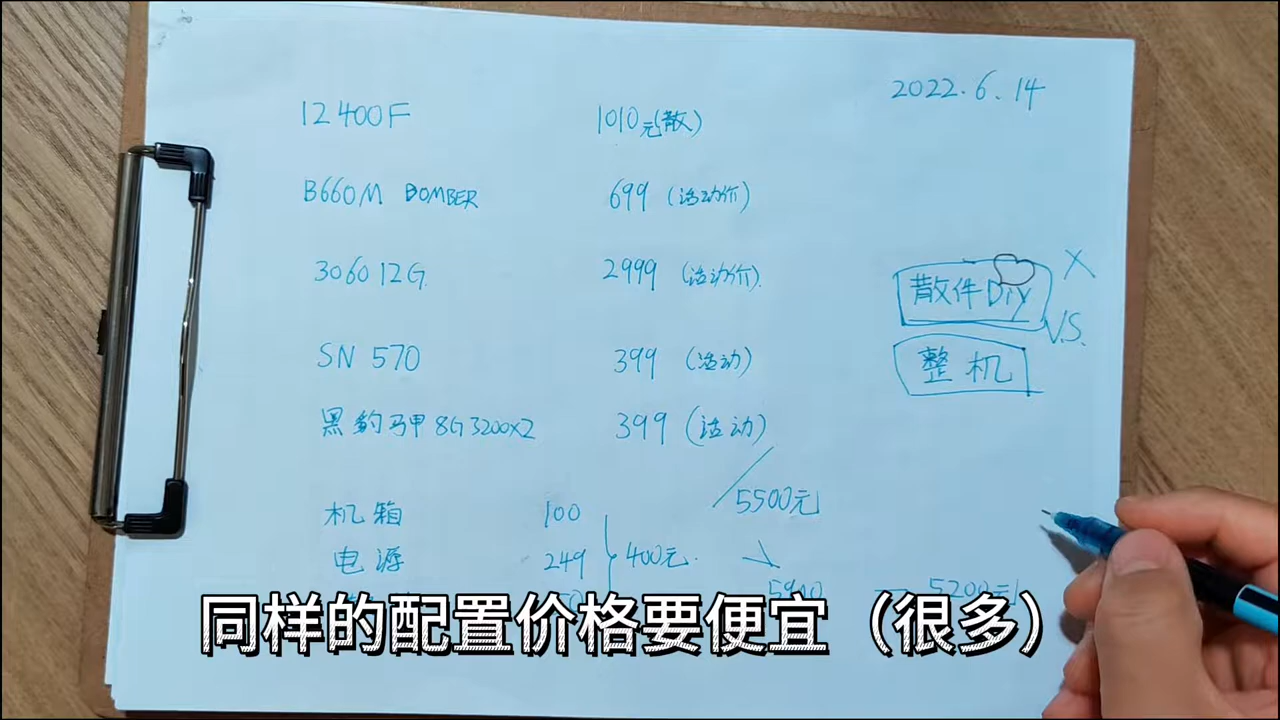 2022.6.14
12400F 1010元(散)
B660M BOMBER 699 (活动价)
3060 12G. 2999 (活动价).
散件Diy X
V.S.
整机
SN 570 399 (活动)
黑豹马甲 8G 3200x2 399 (活动)
5500元
机箱 100
电源 249 400元.
5900 5200元
同样的配置价格要便宜（很多）